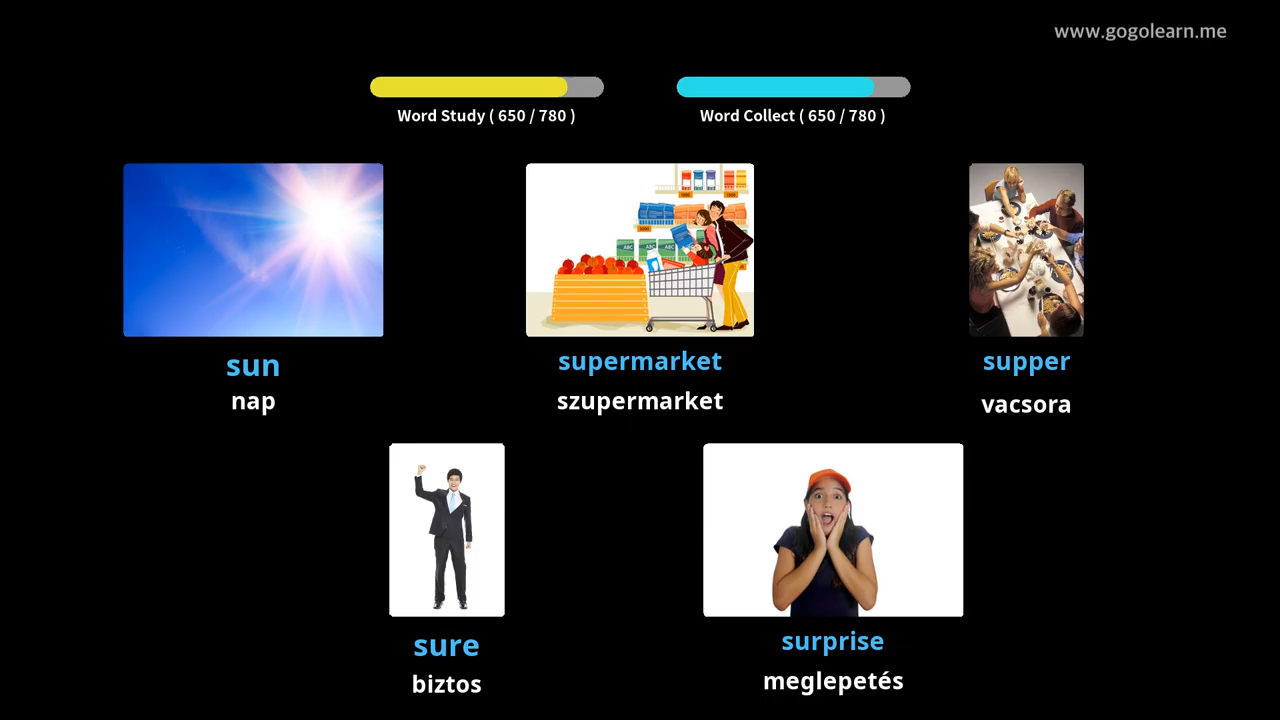 www.gogolearn.me
Word Study ( 650 / 780 )
Word Collect ( 650 / 780 )
sun
nap
supermarket
szupermarket
supper
vacsora
sure
biztos
surprise
meglepetés